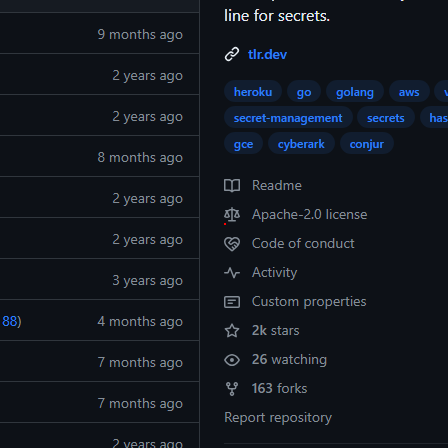 line for secrets.
9 months ago
2 years ago
2 years ago
8 months ago
2 years ago
2 years ago
3 years ago
88) 4 months ago
7 months ago
7 months ago
2 years ago
tlr.dev
heroku go golang aws
secret-management secrets has
gce cyberark conjur
Readme
Apache-2.0 license
Code of conduct
Activity
Custom properties
2k stars
26 watching
163 forks
Report repository